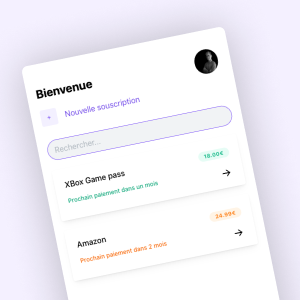 Bienvenue
+ Nouvelle souscription
Rechercher...
19.00€
XBox Game pass
Prochain paiement dans un mois
24.99€
Amazon
Prochain paiement dans 2 mois